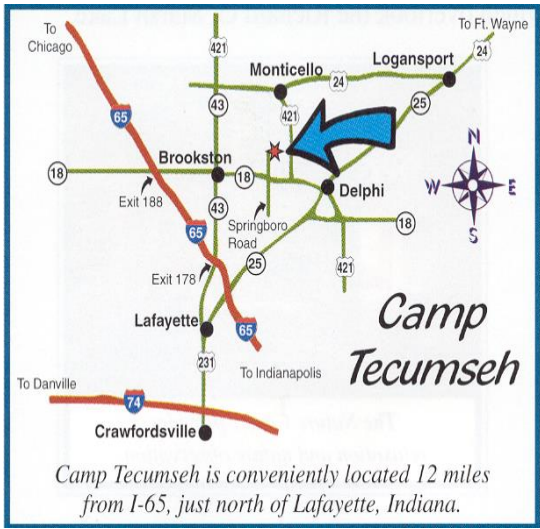 To
Chicago
421
To Ft. Wayne
24
Logansport
Monticello
24
65
43
421
25
N
Brookston
18
18
W
E
Delphi
Exit 188
43
S
Springboro
Road
18
65
25
421
Exit 178
Camp
Tecumseh
Lafayette
65
231
To Indianapolis
To Danville
74
Crawfordsville
Camp Tecumseh is conveniently located 12 miles
from I-65, just north of Lafayette, Indiana.